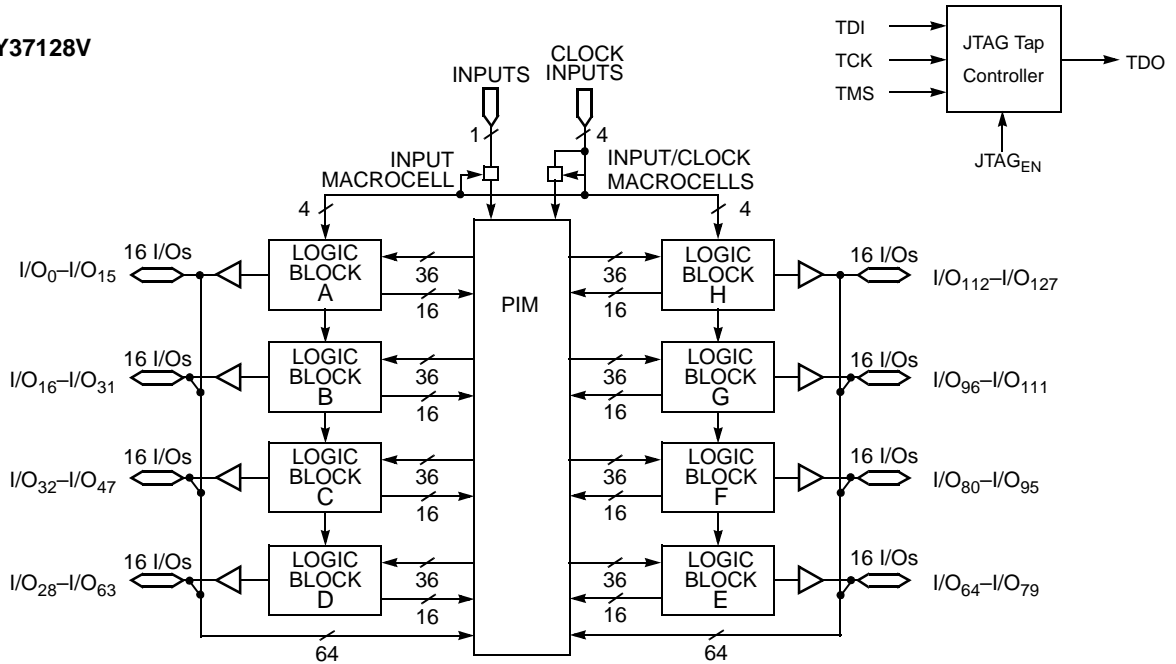 Y37128V
TDI
TCK
TMS
JTAG Tap
Controller
TDO
JTAG_EN
INPUTS
CLOCK
INPUTS
1
4
INPUT
MACROCELL
INPUT/CLOCK
MACROCELLS
4
4
I/O0–I/O15
16 I/Os
LOGIC
BLOCK
A
36
16
PIM
36
16
LOGIC
BLOCK
H
16 I/Os
I/O112–I/O127
I/O16–I/O31
16 I/Os
LOGIC
BLOCK
B
36
16
36
16
LOGIC
BLOCK
G
16 I/Os
I/O96–I/O111
I/O32–I/O47
16 I/Os
LOGIC
BLOCK
C
36
16
36
16
LOGIC
BLOCK
F
16 I/Os
I/O80–I/O95
I/O28–I/O63
16 I/Os
LOGIC
BLOCK
D
36
16
36
16
LOGIC
BLOCK
E
16 I/Os
I/O64–I/O79
64
64